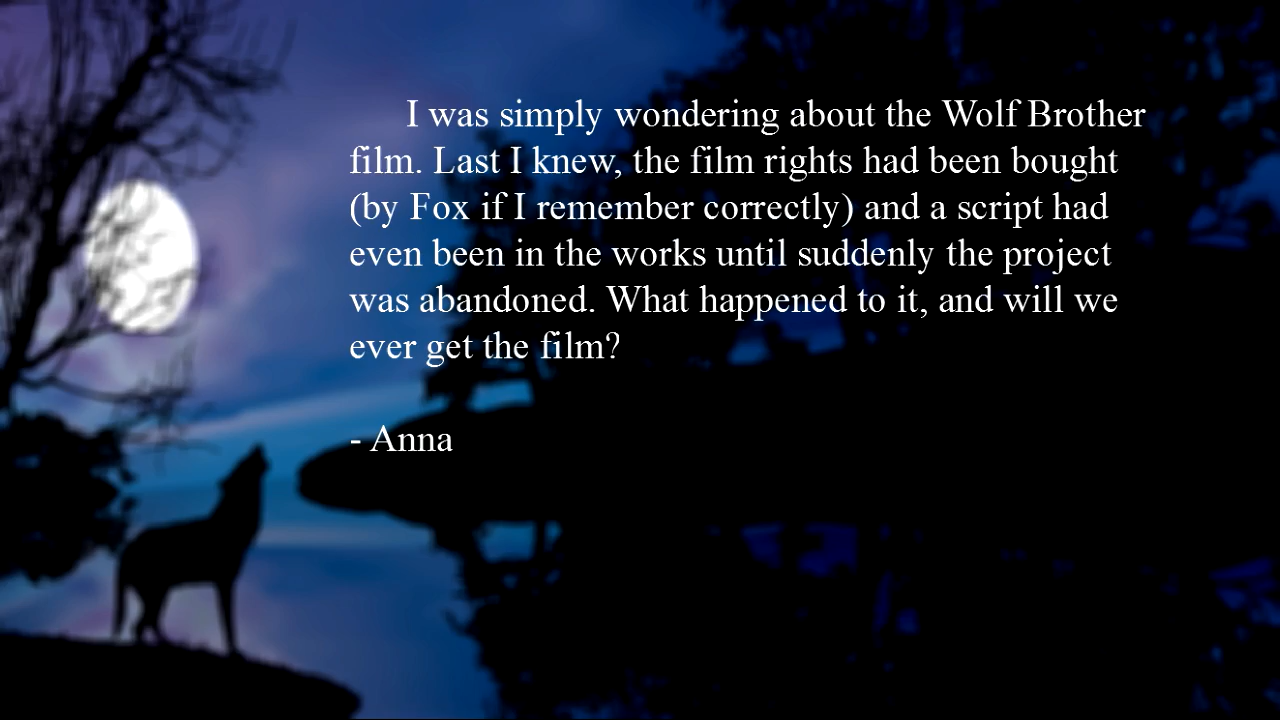 I was simply wondering about the Wolf Brother
film. Last I knew, the film rights had been bought
(by Fox if I remember correctly) and a script had
even been in the works until suddenly the project
was abandoned. What happened to it, and will we
ever get the film?
- Anna